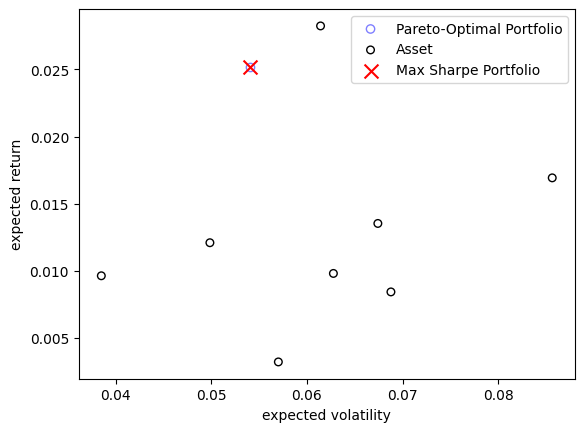 Pareto-Optimal Portfolio
Asset
Max Sharpe Portfolio
0.025
0.020
0.015
0.010
0.005
expected return
0.04 0.05 0.06 0.07 0.08
expected volatility